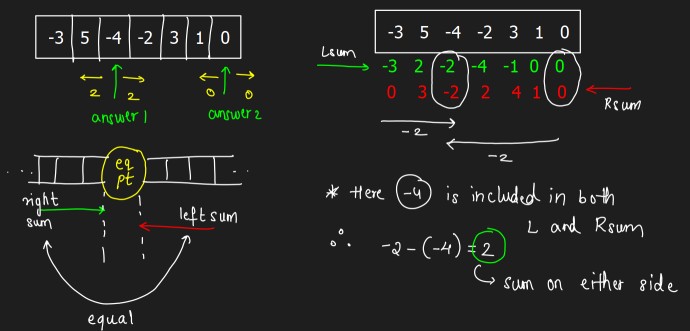 -3 5 -4 -2 3 1 0
2 2
0 0
answer 1
answer 2
eq
pt
right
sum
left sum
equal
-3 5 -4 -2 3 1 0
Lsum
-3 2 -2 -4 -1 0 0
0 3 -2 2 4 1 0
Rsum
-2
-2
* Here -4 is included in both
L and Rsum
∴ -2 - (-4) = 2
sum on either side